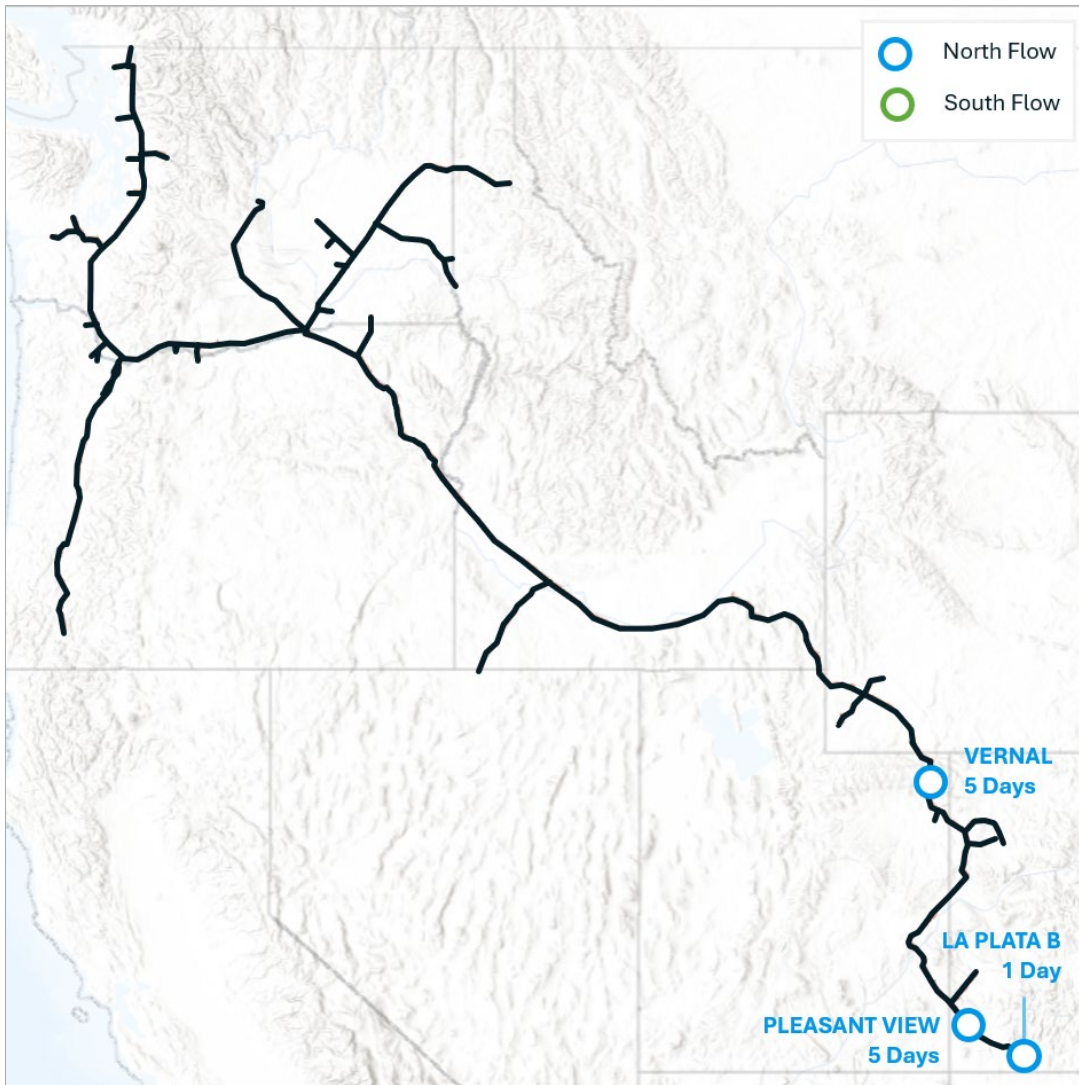 North Flow
South Flow
VERNAL
5 Days
LA PLATA B
1 Day
PLEASANT VIEW
5 Days